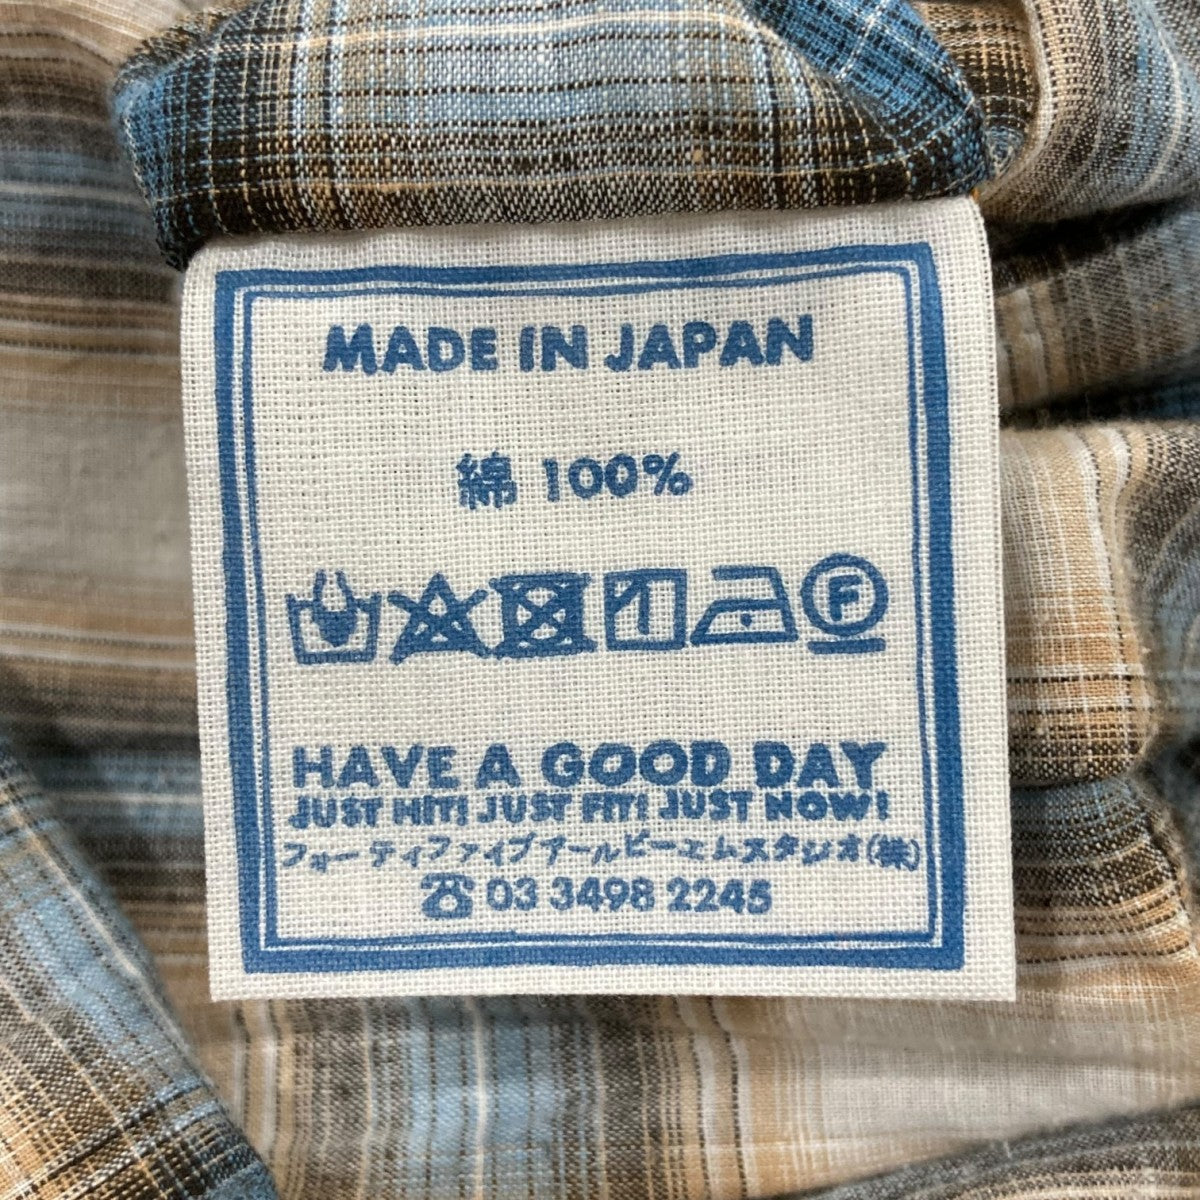 MADE IN JAPAN
綿 100%
F
HAVE A GOOD DAY
JUST HIT! JUST FIT! JUST NOW!
フォーティファイブアールピーエムスタジオ(株)
☎03 3498 2245